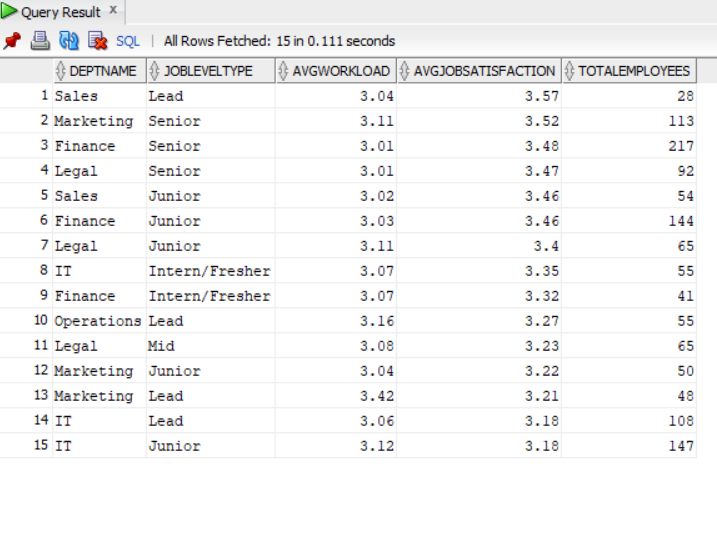 Query Result x
SQL | All Rows Fetched: 15 in 0.111 seconds
DEPTNAME JOBLEVELTYPE AVGWORKLOAD AVGJOBSATISFACTION TOTALEMPLOYEES
1 Sales Lead 3.04 3.57 28
2 Marketing Senior 3.11 3.52 113
3 Finance Senior 3.01 3.48 217
4 Legal Senior 3.01 3.47 92
5 Sales Junior 3.02 3.46 54
6 Finance Junior 3.03 3.46 144
7 Legal Junior 3.11 3.4 65
8 IT Intern/Fresher 3.07 3.35 55
9 Finance Intern/Fresher 3.07 3.32 41
10 Operations Lead 3.16 3.27 55
11 Legal Mid 3.08 3.23 65
12 Marketing Junior 3.04 3.22 50
13 Marketing Lead 3.42 3.21 48
14 IT Lead 3.06 3.18 108
15 IT Junior 3.12 3.18 147